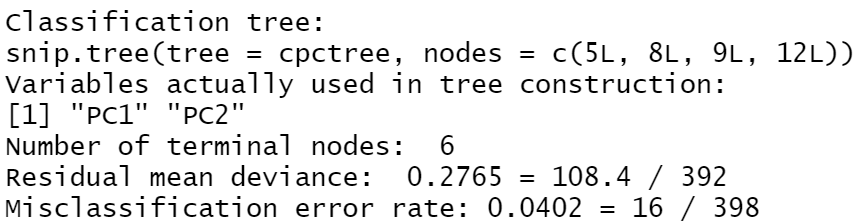 Classification tree:
snip.tree(tree = cpctree, nodes = c(5L, 8L, 9L, 12L))
Variables actually used in tree construction:
[1] "PC1" "PC2"
Number of terminal nodes:  6
Residual mean deviance:  0.2765 = 108.4 / 392
Misclassification error rate: 0.0402 = 16 / 398